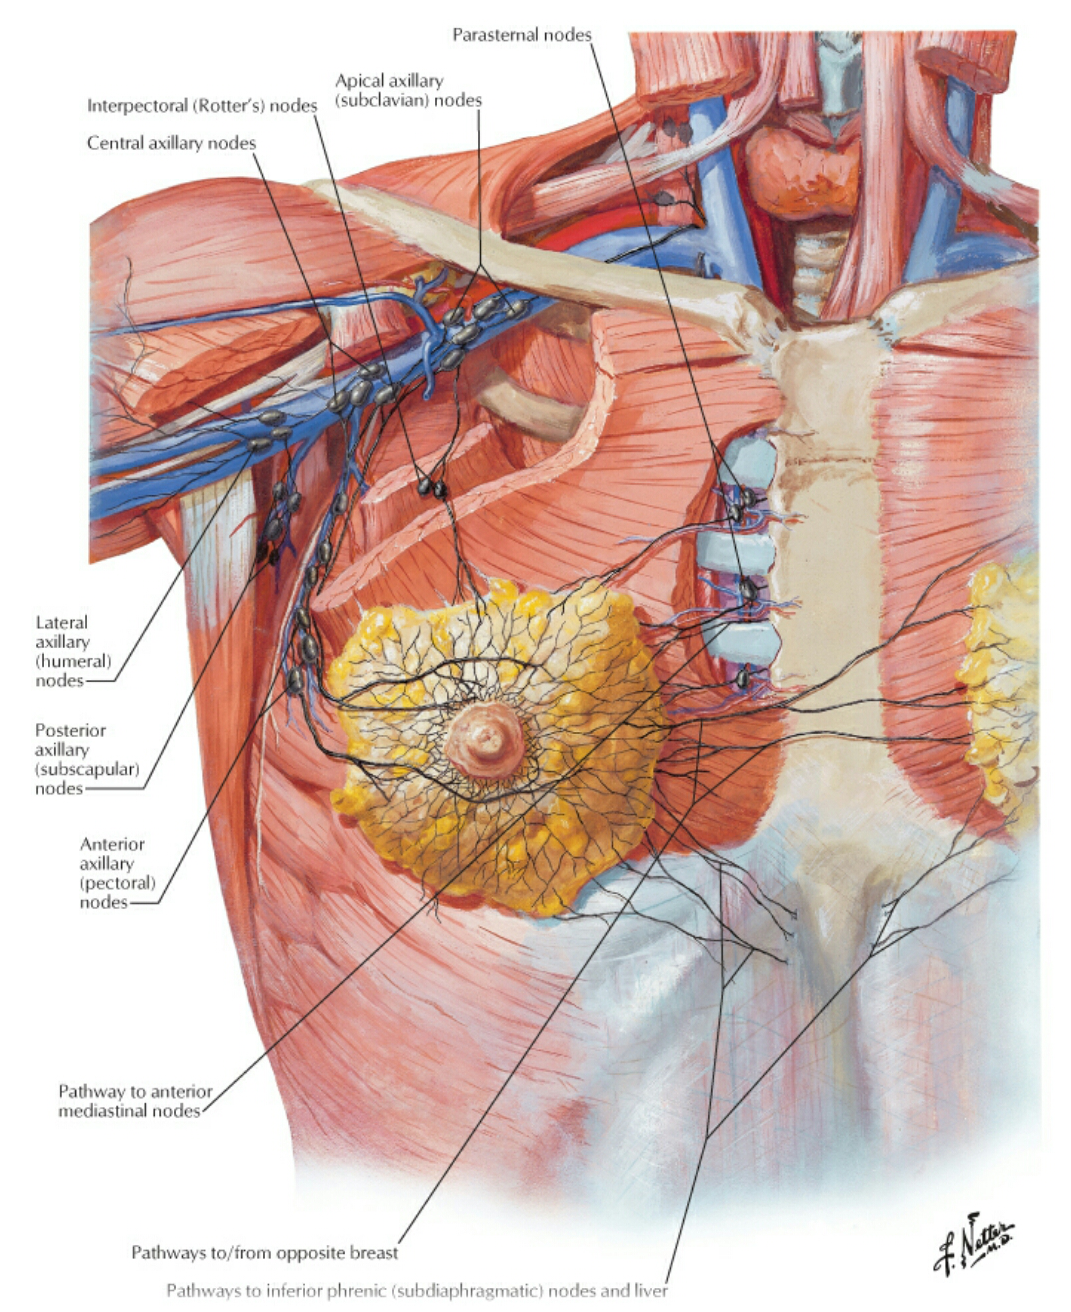 Parasternal nodes
Apical axillary
(subclavian) nodes
Interpectoral (Rotter's) nodes
Central axillary nodes
Lateral
axillary
(humeral)
nodes
Posterior
axillary
(subscapular)
nodes
Anterior
axillary
(pectoral)
nodes
Pathway to anterior
mediastinal nodes
Pathways to/from opposite breast
Pathways to inferior phrenic (subdiaphragmatic) nodes and liver
F. Netter
M.D.